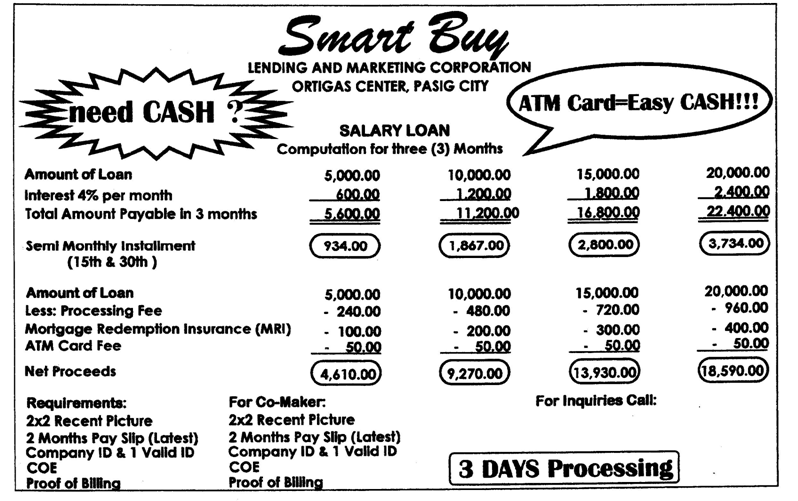 Smart Buy
LENDING AND MARKETING CORPORATION
ORTIGAS CENTER, PASIG CITY
need CASH ?
ATM Card=Easy CASH!!!
SALARY LOAN
Computation for three (3) Months
Amount of Loan 5,000.00 10,000.00 15,000.00 20,000.00
Interest 4% per month 600.00 1,200.00 1,800.00 2,400.00
Total Amount Payable in 3 months 5,600.00 11,200.00 16,800.00 22,400.00
Semi Monthly Installment 934.00 1,867.00 2,800.00 3,734.00
(15th & 30th )
Amount of Loan 5,000.00 10,000.00 15,000.00 20,000.00
Less: Processing Fee - 240.00 - 480.00 - 720.00 - 960.00
Mortgage Redemption Insurance (MRI) - 100.00 - 200.00 - 300.00 - 400.00
ATM Card Fee - 50.00 - 50.00 - 50.00 - 50.00
Net Proceeds 4,610.00 9,270.00 13,930.00 18,590.00
Requirements: For Co-Maker: For Inquiries Call:
2x2 Recent Picture 2x2 Recent Picture
2 Months Pay Slip (Latest) 2 Months Pay Slip (Latest)
Company ID & 1 Valid ID Company ID & 1 Valid ID
COE COE
Proof of Billing Proof of Billing
3 DAYS Processing